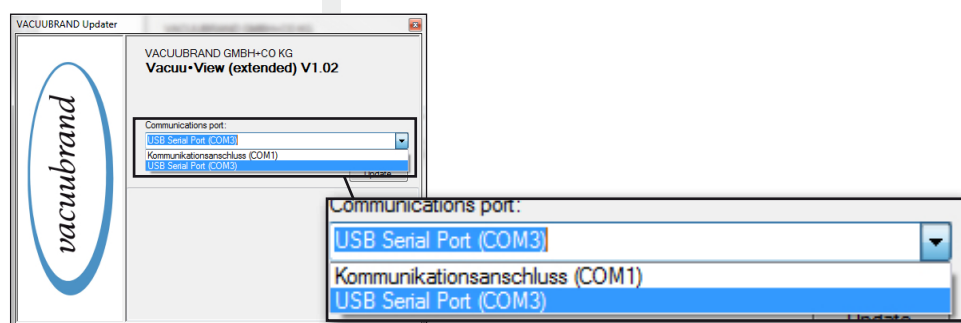 VACUUBRAND Updater
VACUUBRAND GMBH+CO KG
Vacuu•View (extended) V1.02
vacuubrand
Communications port:
USB Serial Port (COM3)
Kommunikationsanschluss (COM1)
USB Serial Port (COM3)
Update
Communications port:
USB Serial Port (COM3)
Kommunikationsanschluss (COM1)
USB Serial Port (COM3)
Update